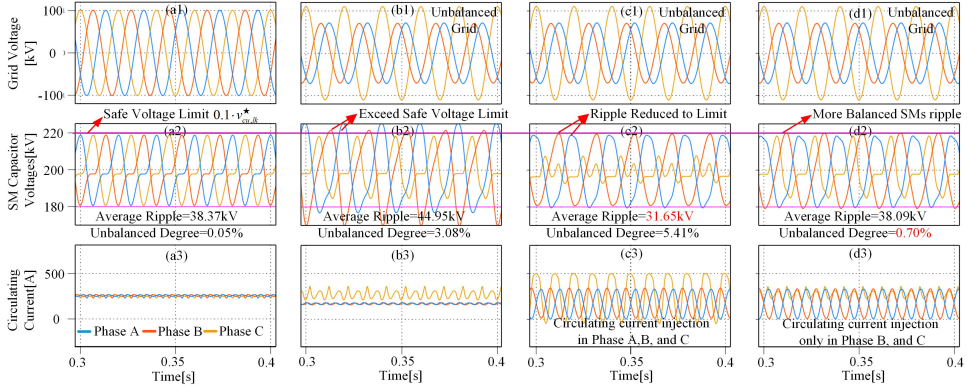 (a1)
(b1)
Unbalanced
Grid
(c1)
Unbalanced
Grid
(d1)
Unbalanced
Grid
Grid Voltage
[kV]
100
0
-100
Safe Voltage Limit 0.1·v★cu,jk
Exceed Safe Voltage Limit
Ripple Reduced to Limit
More Balanced SMs ripple
(a2)
(b2)
(c2)
(d2)
SM Capacitor
Voltages[kV]
220
200
180
Average Ripple=38.37kV
Unbalanced Degree=0.05%
Average Ripple=44.95kV
Unbalanced Degree=3.08%
Average Ripple=31.65kV
Unbalanced Degree=5.41%
Average Ripple=38.09kV
Unbalanced Degree=0.70%
(a3)
(b3)
(c3)
(d3)
Circulating
Current[A]
500
0
Phase A Phase B Phase C
Circulating current injection
in Phase A,B, and C
Circulating current injection
only in Phase B, and C
0.3 0.35 0.4
0.3 0.35 0.4
0.3 0.35 0.4
0.3 0.35 0.4
Time[s]
Time[s]
Time[s]
Time[s]